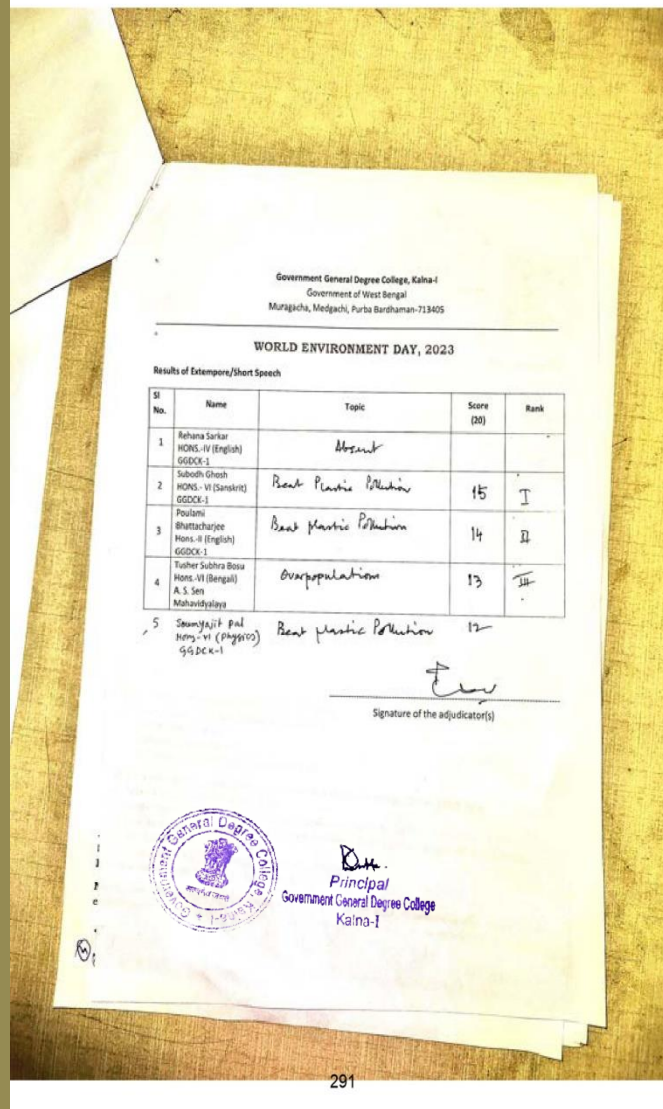 Government General Degree College, Kalna-I
Government of West Bengal
Muragacha, Medgachi, Purba Bardhaman-713405
WORLD ENVIRONMENT DAY, 2023
Results of Extempore/Short Speech
Sl No. Name Topic Score (20) Rank
1 Rehana Sarkar HONS.-IV (English) GGDCK-1 Absent
2 Subodh Ghosh HONS.- VI (Sanskrit) GGDCK-1 Beat Plastic Pollution 15 I
3 Poulami Bhattacharjee Hons.-II (English) GGDCK-1 Beat plastic Pollution 14 II
4 Tusher Subhra Bosu Hons.-VI (Bengali) A. S. Sen Mahavidyalaya Overpopulation 13 III
5 Soumyajit Pal Hons-VI (Physics) GGDCK-1 Beat plastic Pollution 12
Signature of the adjudicator(s)
Government General Degree College Kalna-I
सत्यमेव जयते
Principal
Government General Degree College
Kalna-I
291